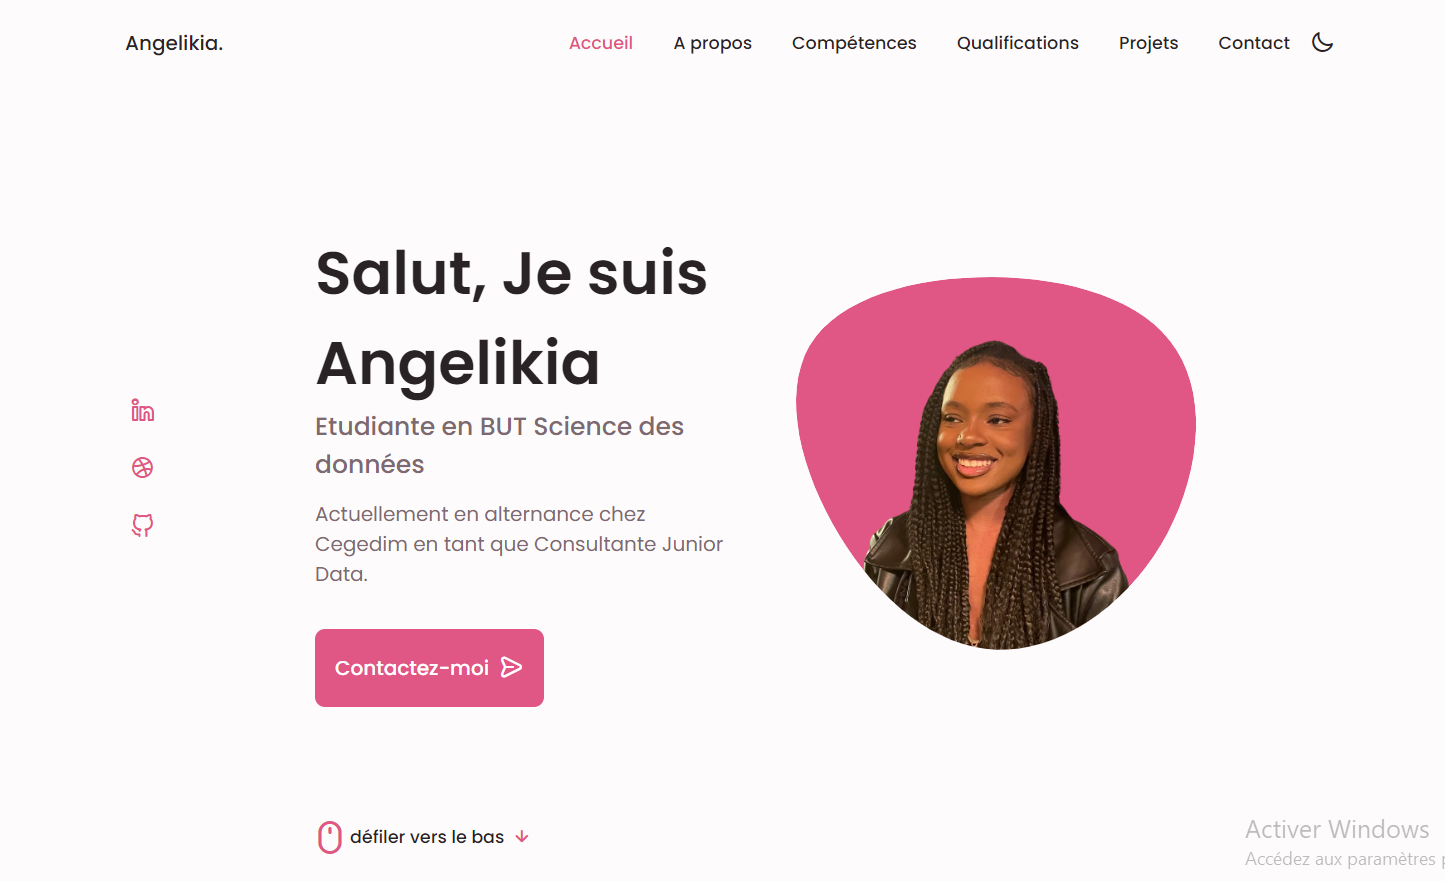 Angelikia.
Accueil
A propos
Compétences
Qualifications
Projets
Contact
Salut, Je suis
Angelikia
Etudiante en BUT Science des
données
Actuellement en alternance chez
Cegedim en tant que Consultante Junior
Data.
Contactez-moi
défiler vers le bas
Activer Windows
Accédez aux paramètres